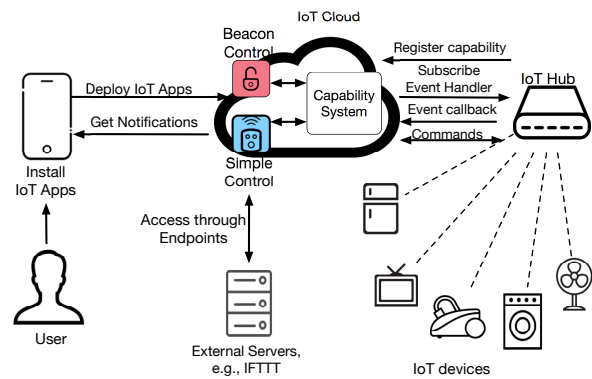 IoT Cloud
Beacon
Control
Register capability
Subscribe
Event Handler
IoT Hub
Deploy IoT Apps
Capability
System
Event callback
Get Notifications
Commands
Simple
Control
Install
IoT Apps
Access through
Endpoints
User
External Servers,
e.g., IFTTT
IoT devices